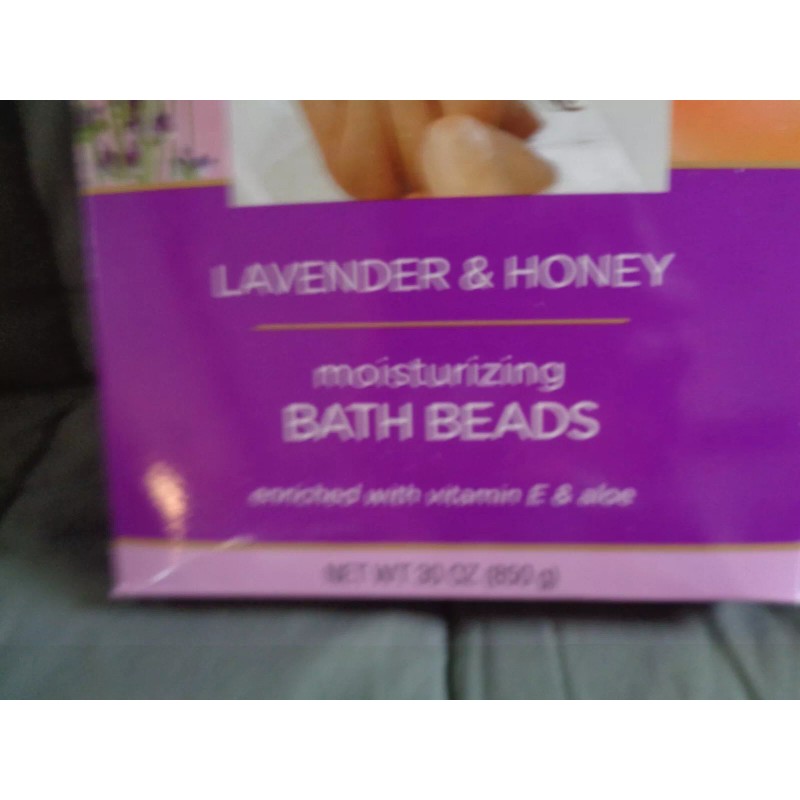 LAVENDER & HONEY
moisturizing
BATH BEADS
enriched with vitamin E & aloe
NET WT 30 OZ (850 g)